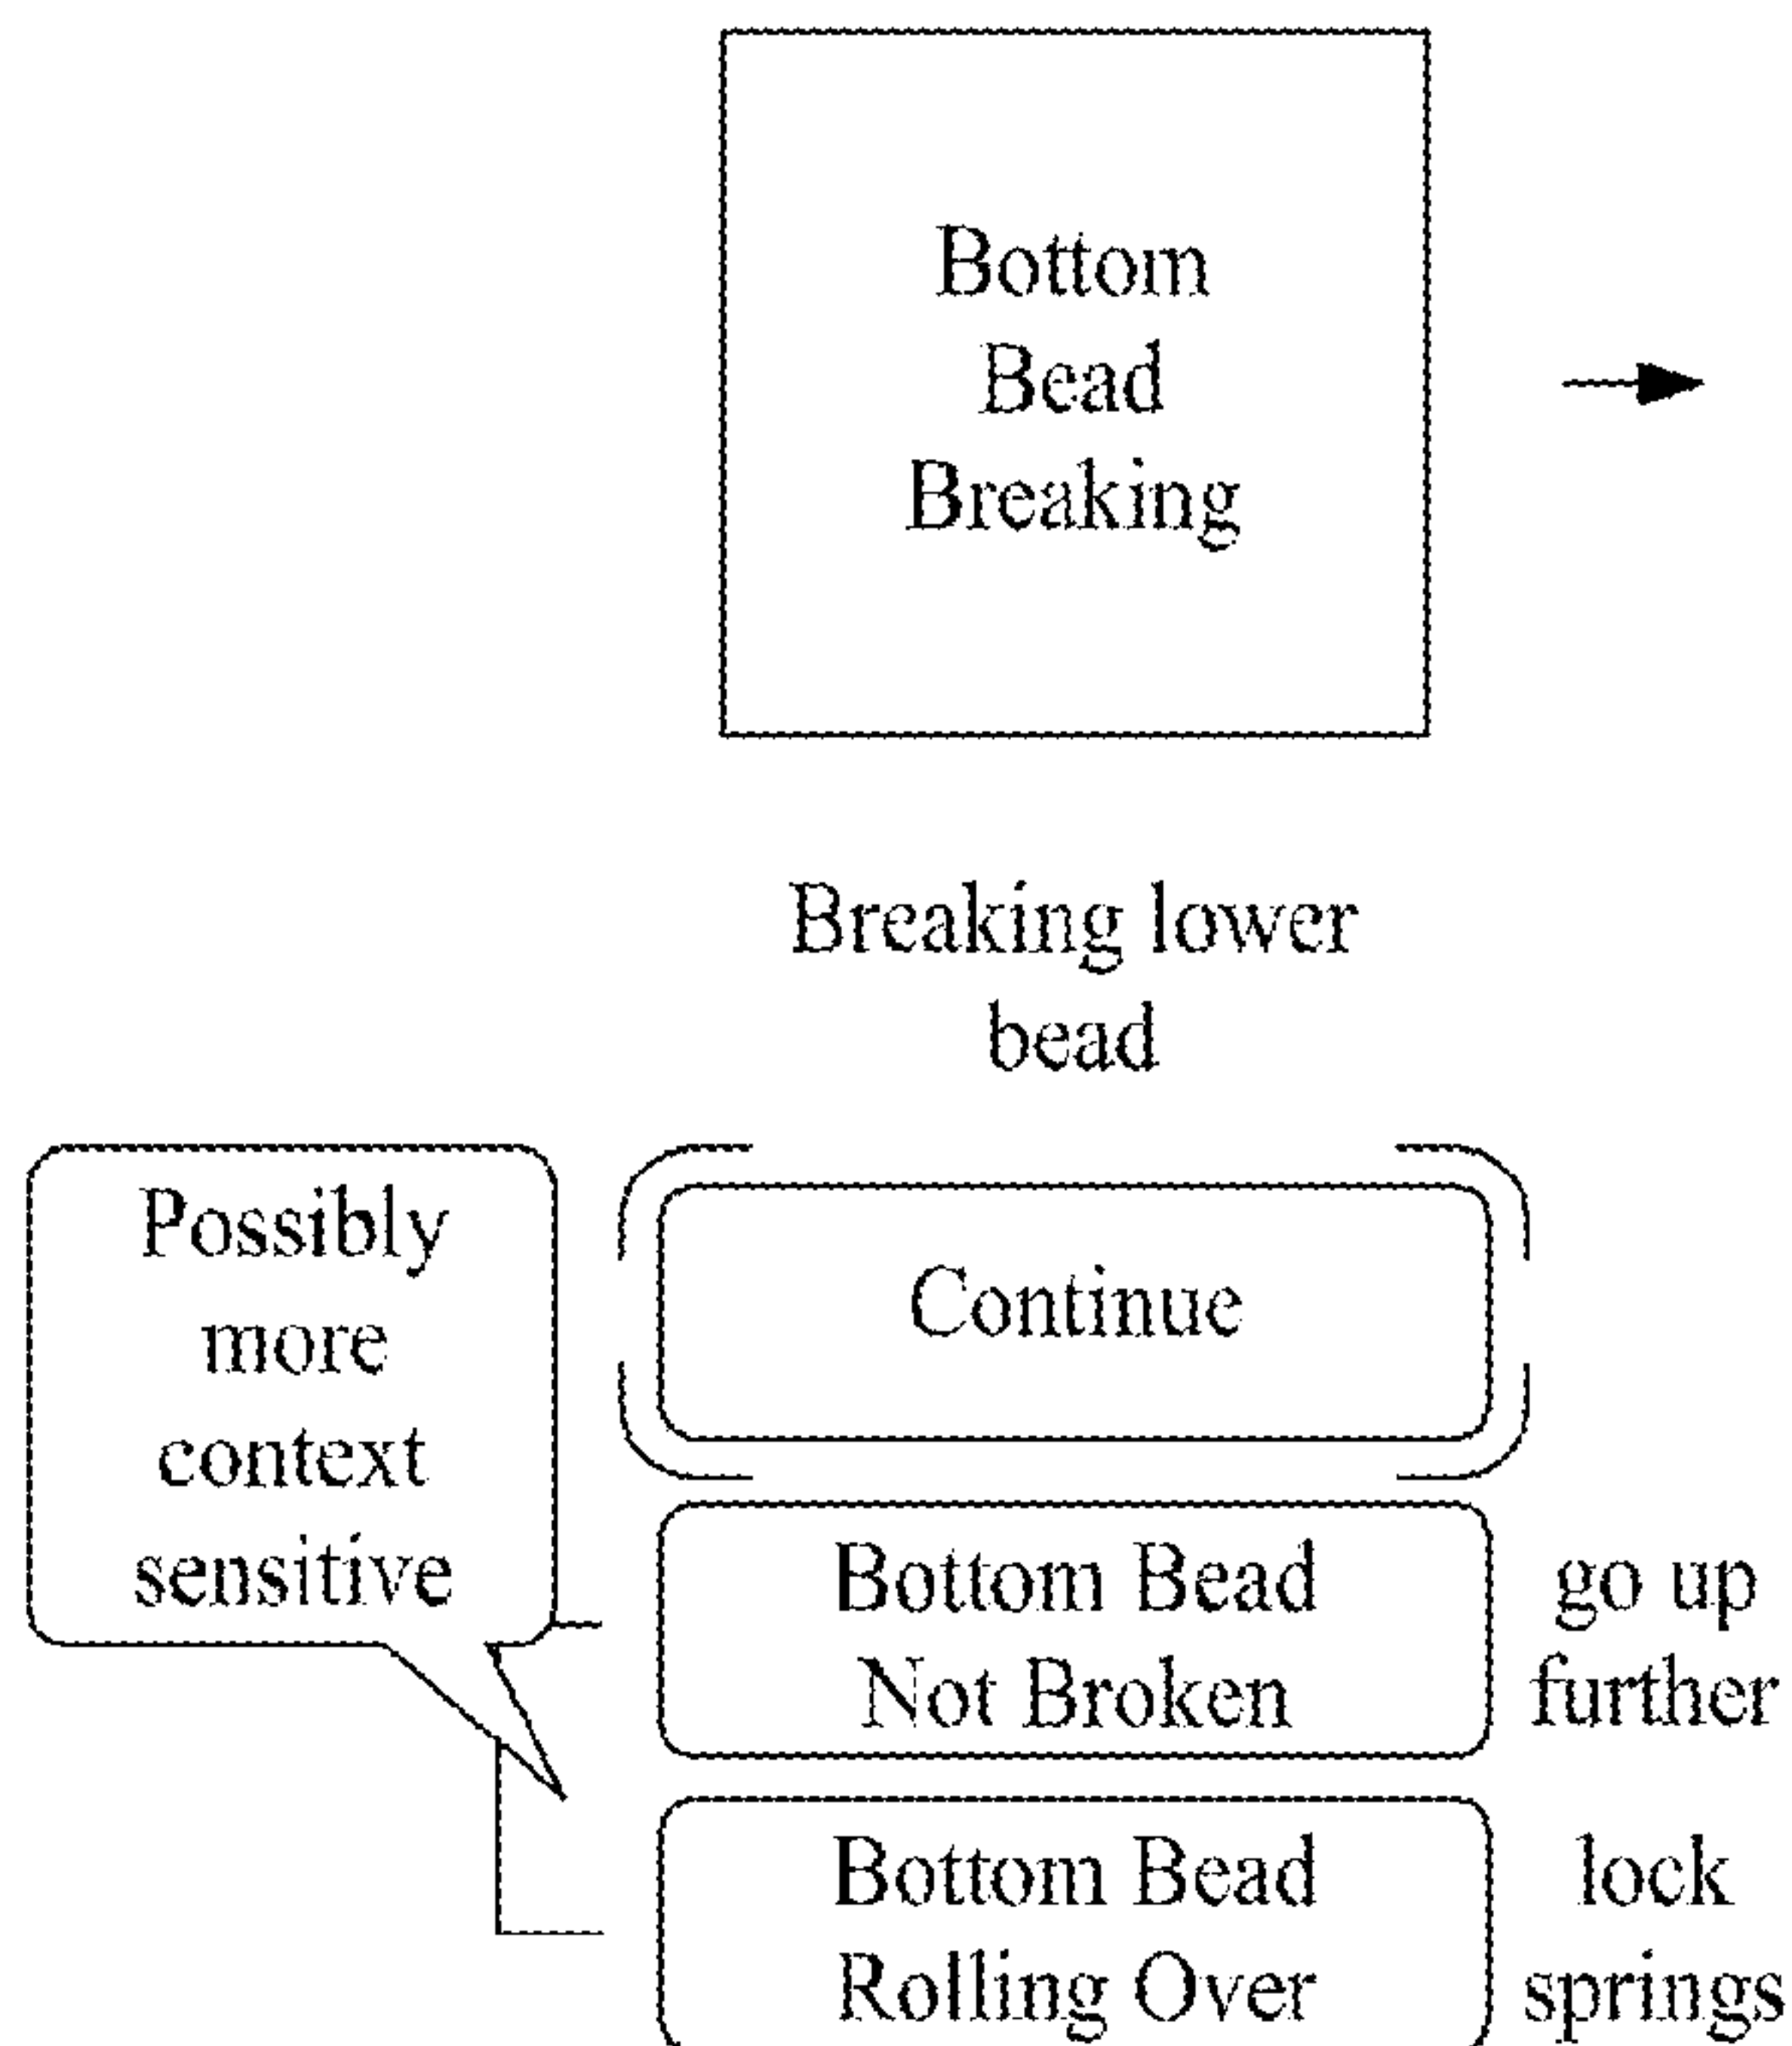 Bottom
Bead
Breaking
Breaking lower
bead
Possibly
more
context
sensitive
Continue
Bottom Bead
Not Broken
go up
further
Bottom Bead
Rolling Over
lock
springs